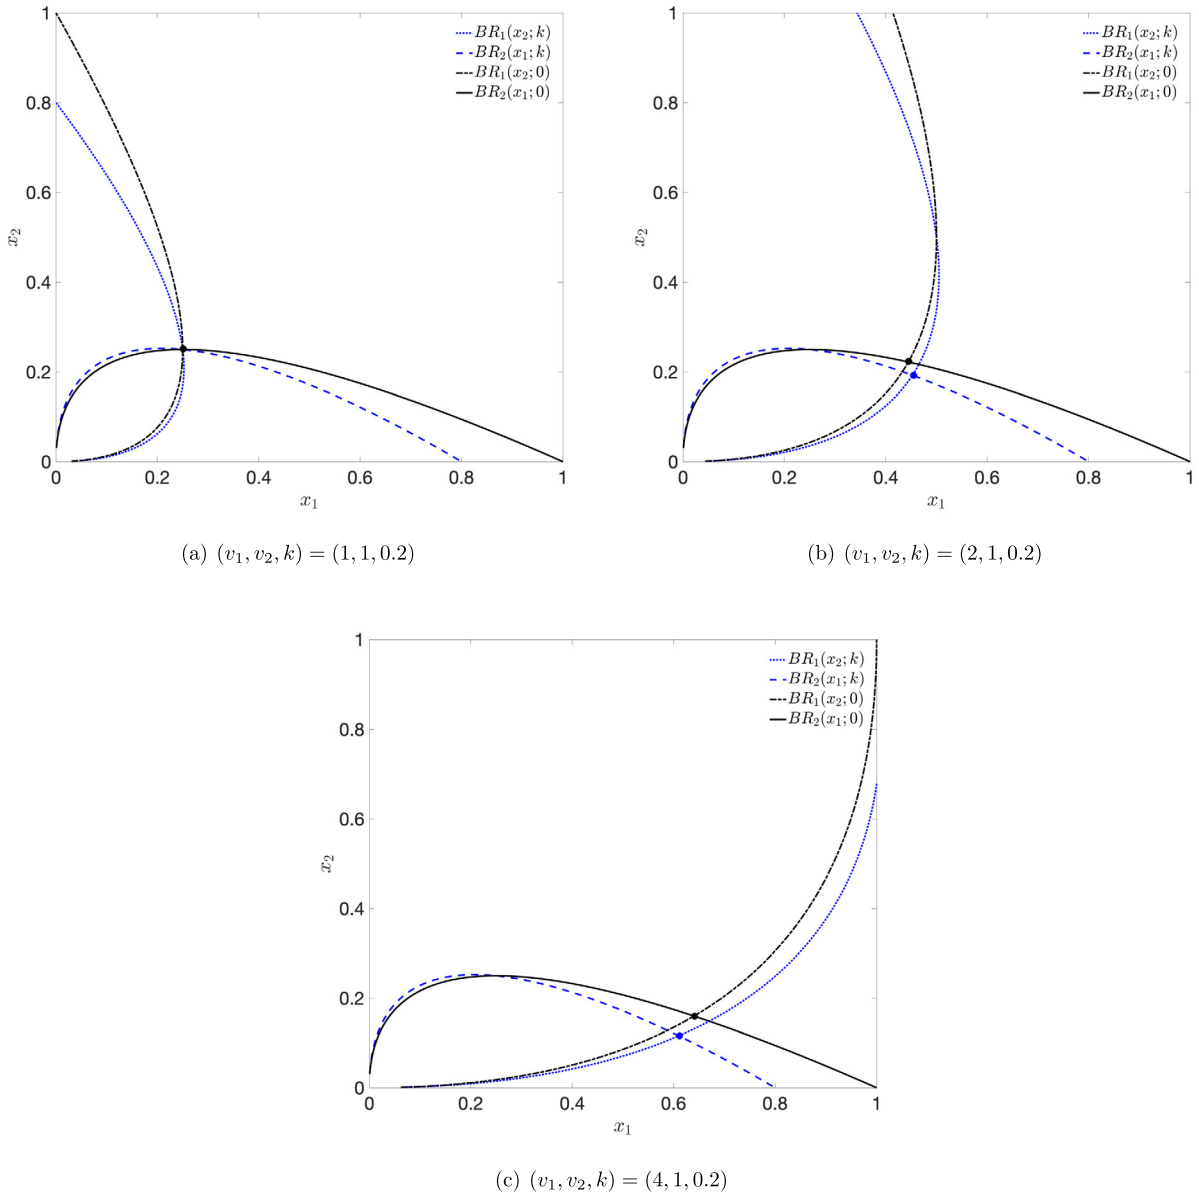 1
0.8
0.6
0.4
0.2
0
x₂
0 0.2 0.4 0.6 0.8 1
x₁
BR₁(x₂; k)
BR₂(x₁; k)
BR₁(x₂; 0)
BR₂(x₁; 0)
(a) (v₁, v₂, k) = (1, 1, 0.2)
1
0.8
0.6
0.4
0.2
0
x₂
0 0.2 0.4 0.6 0.8 1
x₁
BR₁(x₂; k)
BR₂(x₁; k)
BR₁(x₂; 0)
BR₂(x₁; 0)
(b) (v₁, v₂, k) = (2, 1, 0.2)
1
0.8
0.6
0.4
0.2
0
x₂
0 0.2 0.4 0.6 0.8 1
x₁
BR₁(x₂; k)
BR₂(x₁; k)
BR₁(x₂; 0)
BR₂(x₁; 0)
(c) (v₁, v₂, k) = (4, 1, 0.2)